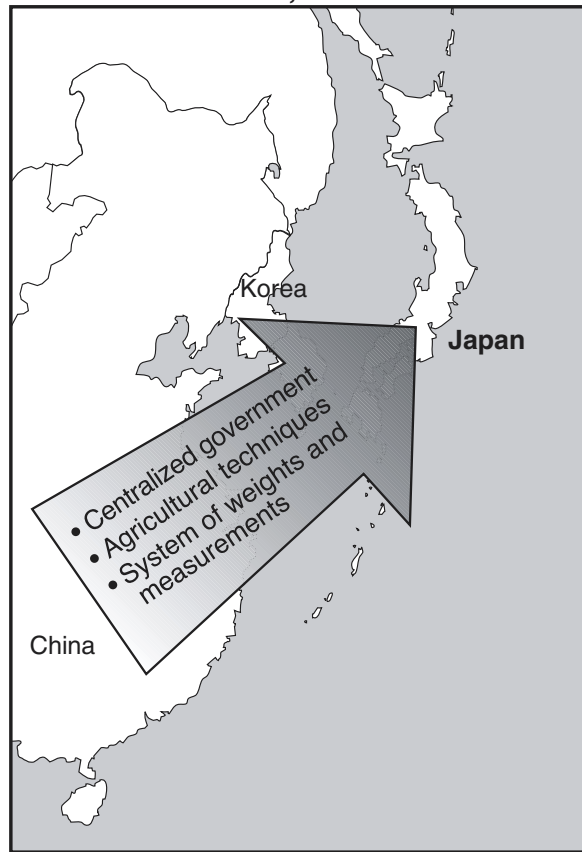 Korea
Japan
• Centralized government
• Agricultural techniques
• System of weights and
measurements
China